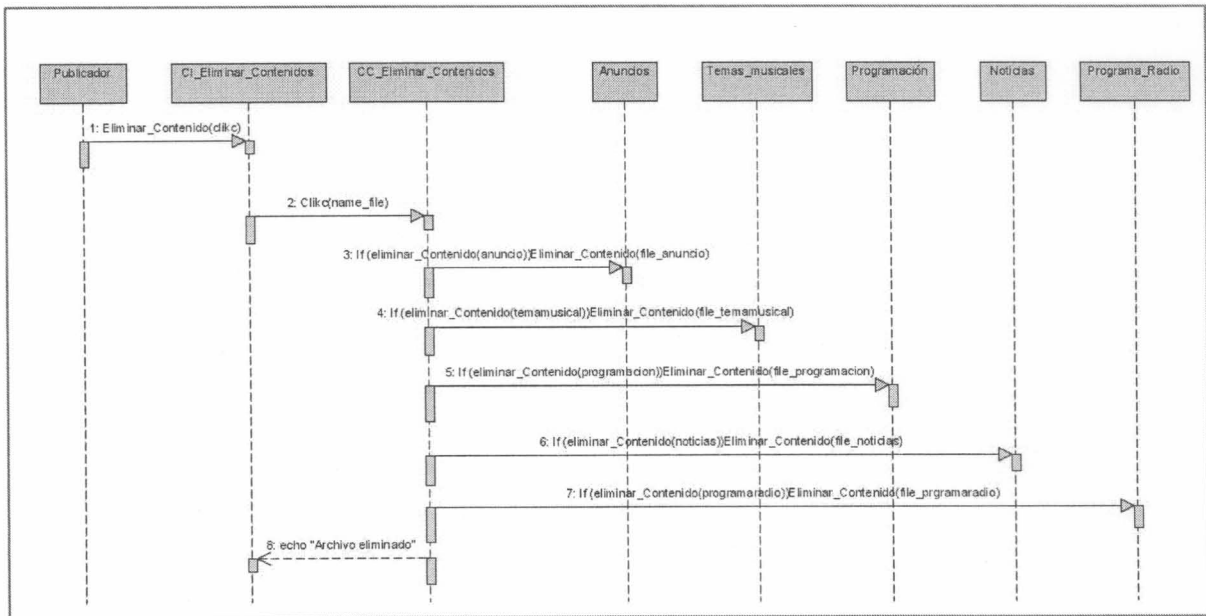 Publicador
CI_Eliminar_Contenidos
CC_Eliminar_Contenidos
Anuncios
Temas_musicales
Programación
Noticias
Programa_Radio
1: Eliminar_Contenido(clikc)
2: Clikc(name_file)
3: If (eliminar_Contenido(anuncio))Eliminar_Contenido(file_anuncio)
4: If (eliminar_Contenido(temamusical))Eliminar_Contenido(file_temamusical)
5: If (eliminar_Contenido(programacion))Eliminar_Contenido(file_programacion)
6: If (eliminar_Contenido(noticias))Eliminar_Contenido(file_noticias)
7: If (eliminar_Contenido(programaradio))Eliminar_Contenido(file_prgramaradio)
8: echo "Archivo eliminado"